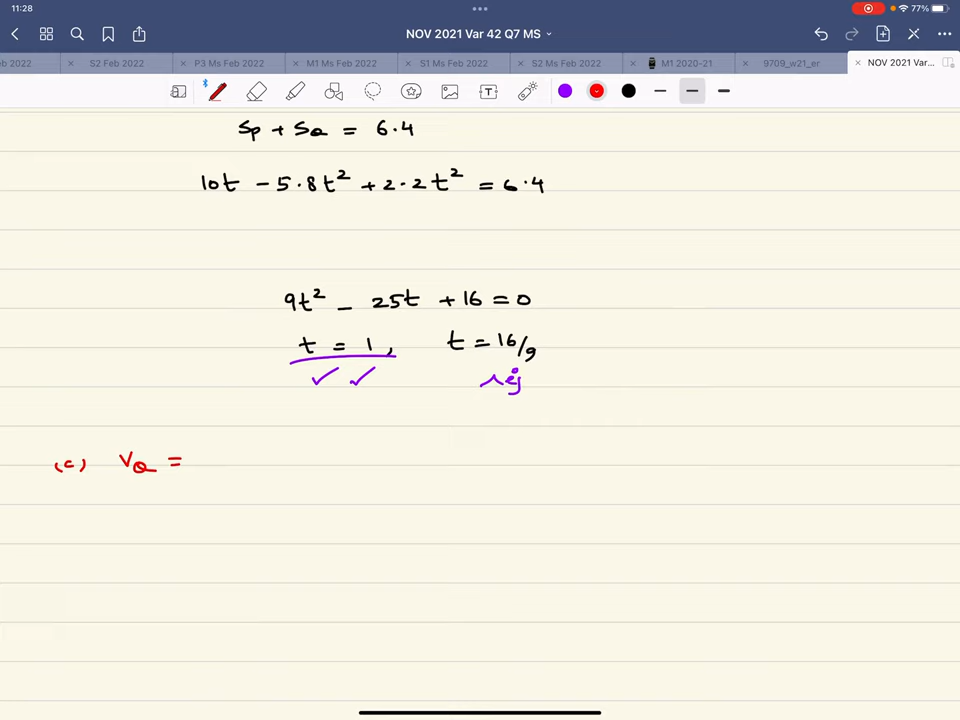 11:28
77%
NOV 2021 Var 42 Q7 MS
b 2022
S2 Feb 2022
P3 Ms Feb 2022
M1 Ms Feb 2022
S1 Ms Feb 2022
S2 Ms Feb 2022
M1 2020-21
9709_w21_er
NOV 2021 Var...
Sp + SQ = 6.4
10t - 5.8t² + 2.2t² = 6.4
9t² - 25t + 16 = 0
t = 1, t = 16/9
✓ ✓ rej
(c) VQ =